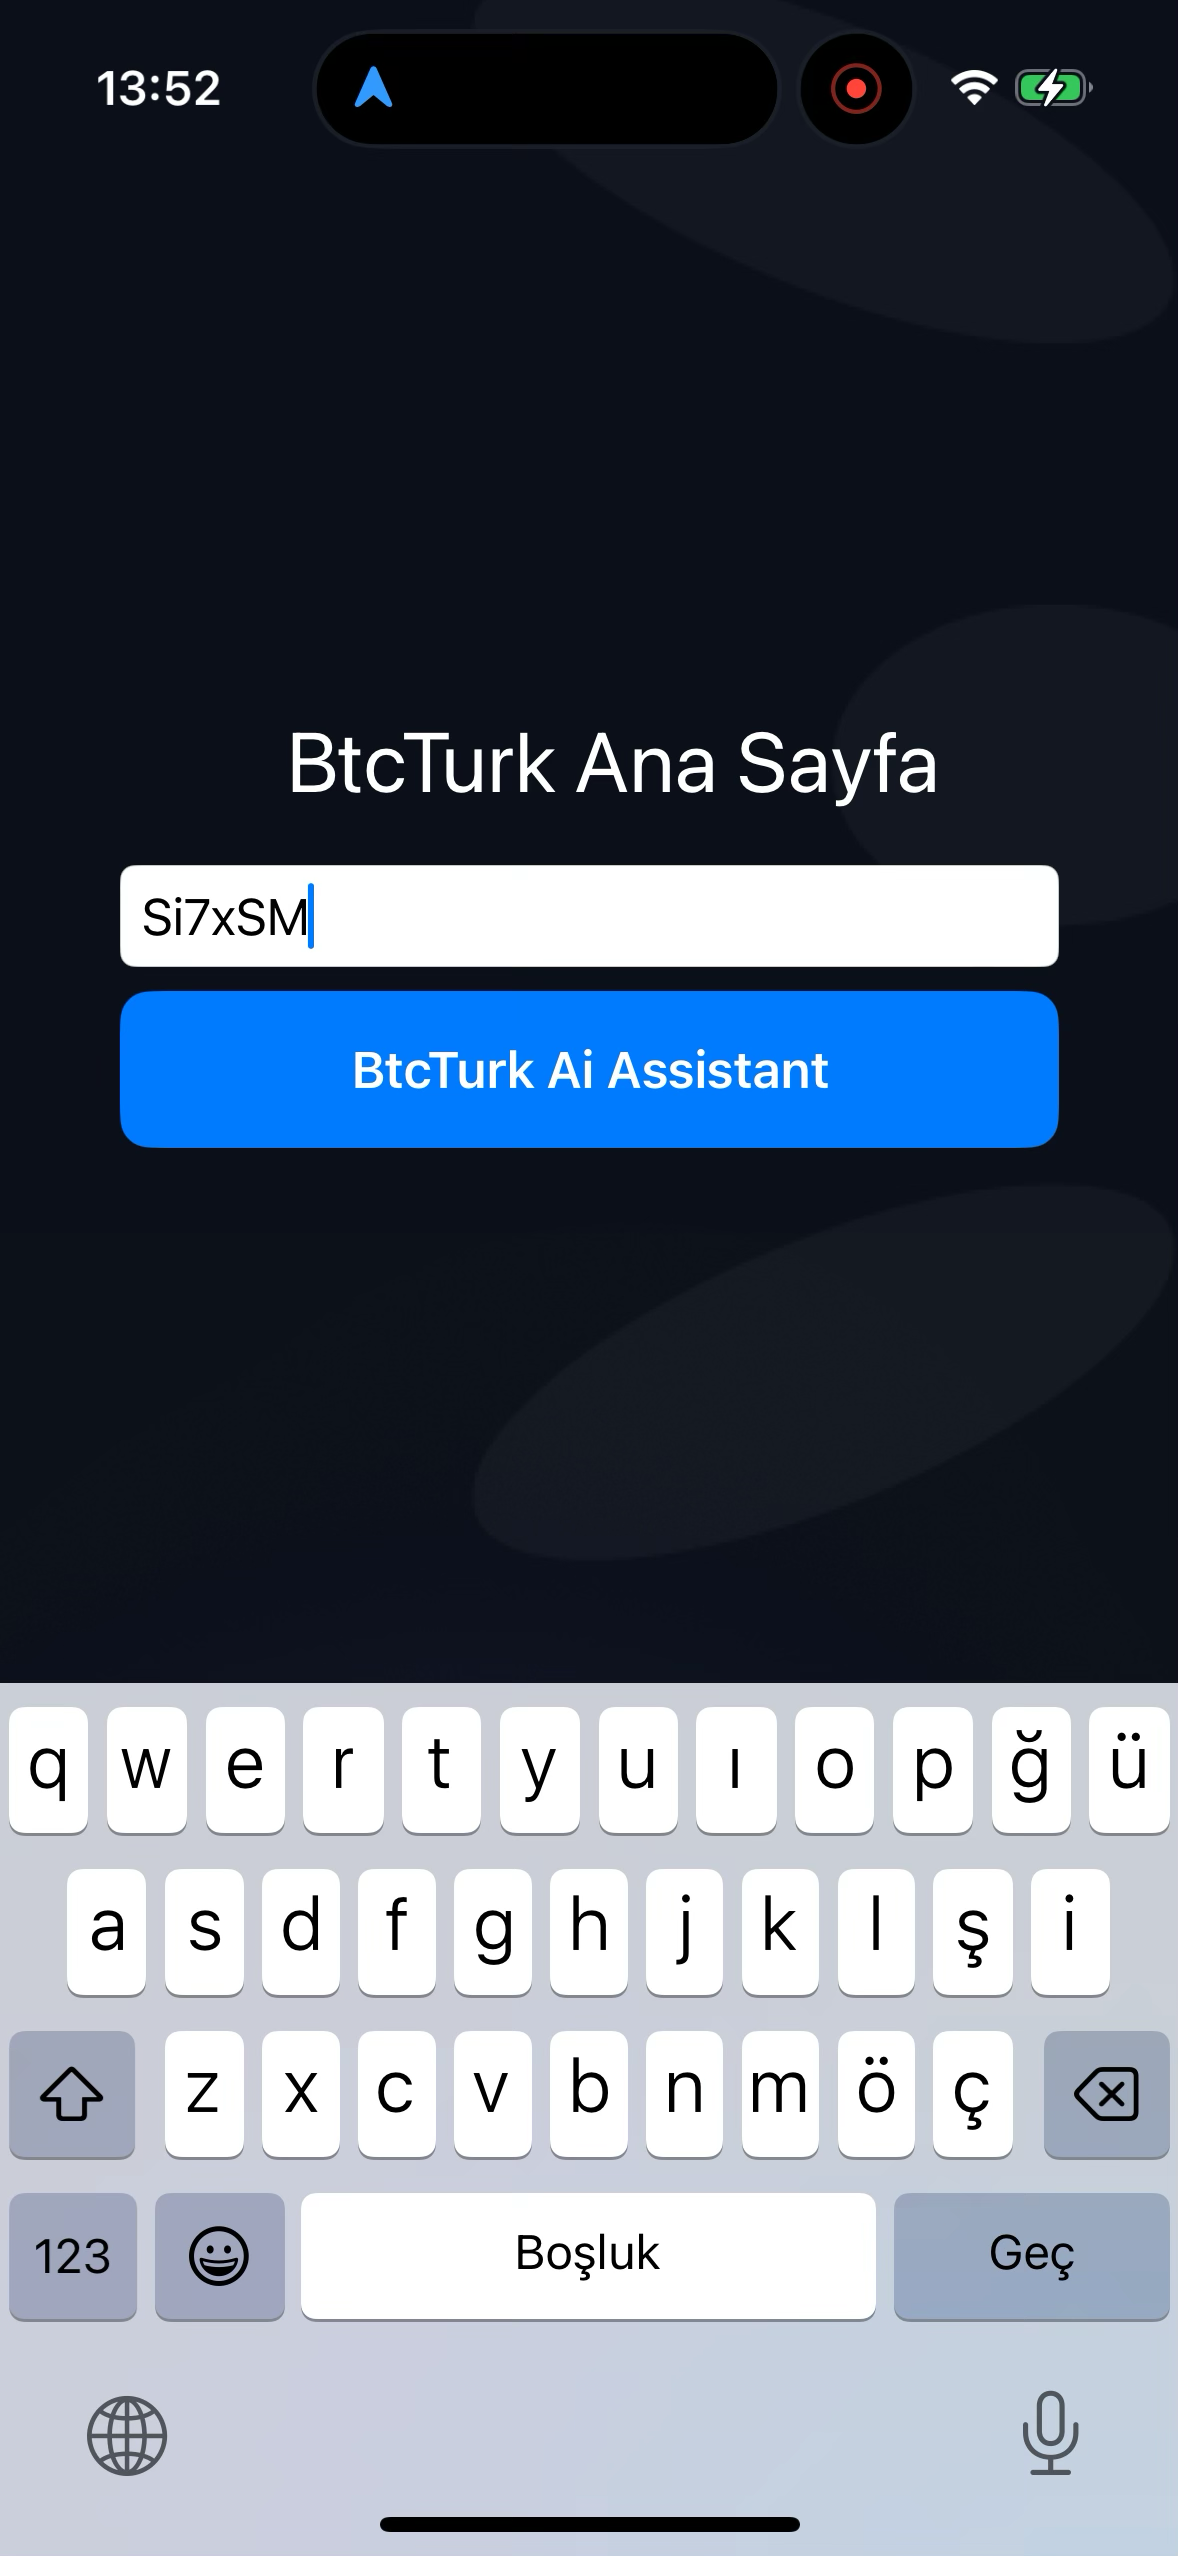 13:52
BtcTurk Ana Sayfa
Si7xSM
BtcTurk Ai Assistant
q w e r t y u ı o p ğ ü
a s d f g h j k l ş i
z x c v b n m ö ç
123 Boşluk Geç